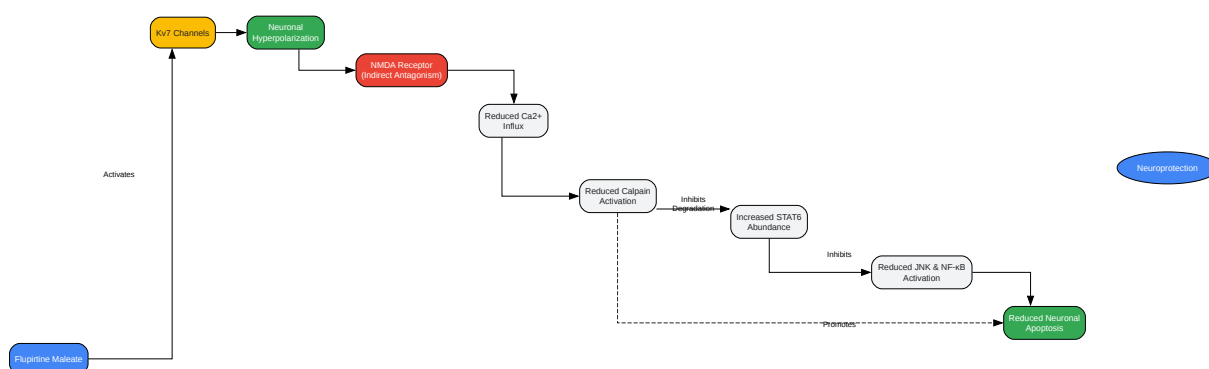 Kv7 Channels
Neuronal
Hyperpolarization
NMDA Receptor
(Indirect Antagonism)
Reduced Ca2+
Influx
Activates
Neuroprotection
Reduced Calpain
Activation
Inhibits
Degradation
Increased STAT6
Abundance
Inhibits
Reduced JNK & NF-κB
Activation
Promotes
Reduced Neuronal
Apoptosis
Flupirtine Maleate